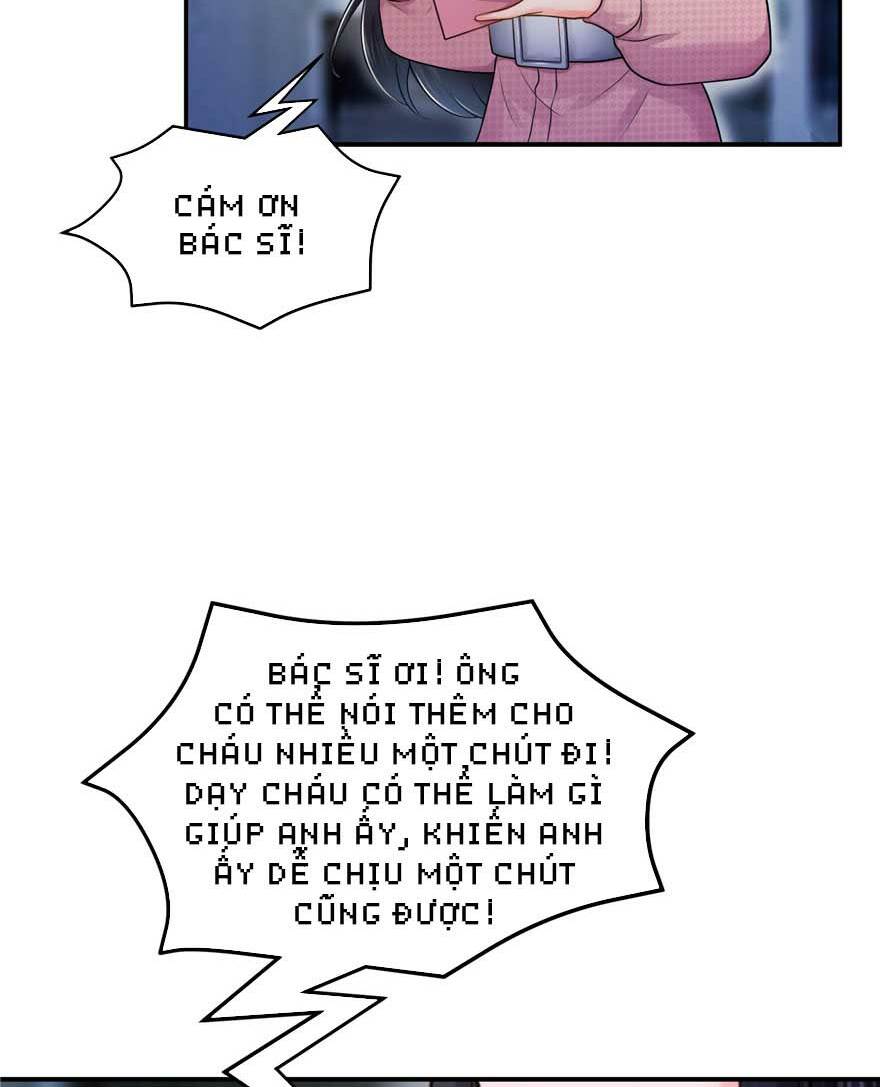 CÁM ƠN
BÁC SĨ!
BÁC SĨ ƠI! ÔNG
CÓ THỂ NÓI THÊM CHO
CHÁU NHIỀU MỘT CHÚT ĐI!
DẠY CHÁU CÓ THỂ LÀM GÌ
GIÚP ANH ẤY, KHIẾN ANH
ẤY DỄ CHỊU MỘT CHÚT
CŨNG ĐƯỢC!